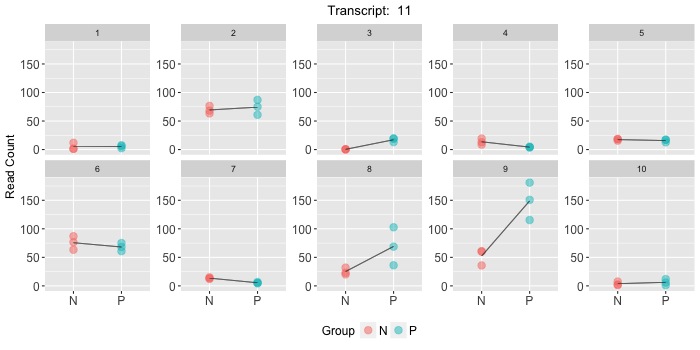 Transcript: 11
1 2 3 4 5
150 150 150 150 150
100 100 100 100 100
50 50 50 50 50
0 0 0 0 0
Read Count
6 7 8 9 10
150 150 150 150 150
100 100 100 100 100
50 50 50 50 50
0 0 0 0 0
N P N P N P N P N P
Group N P